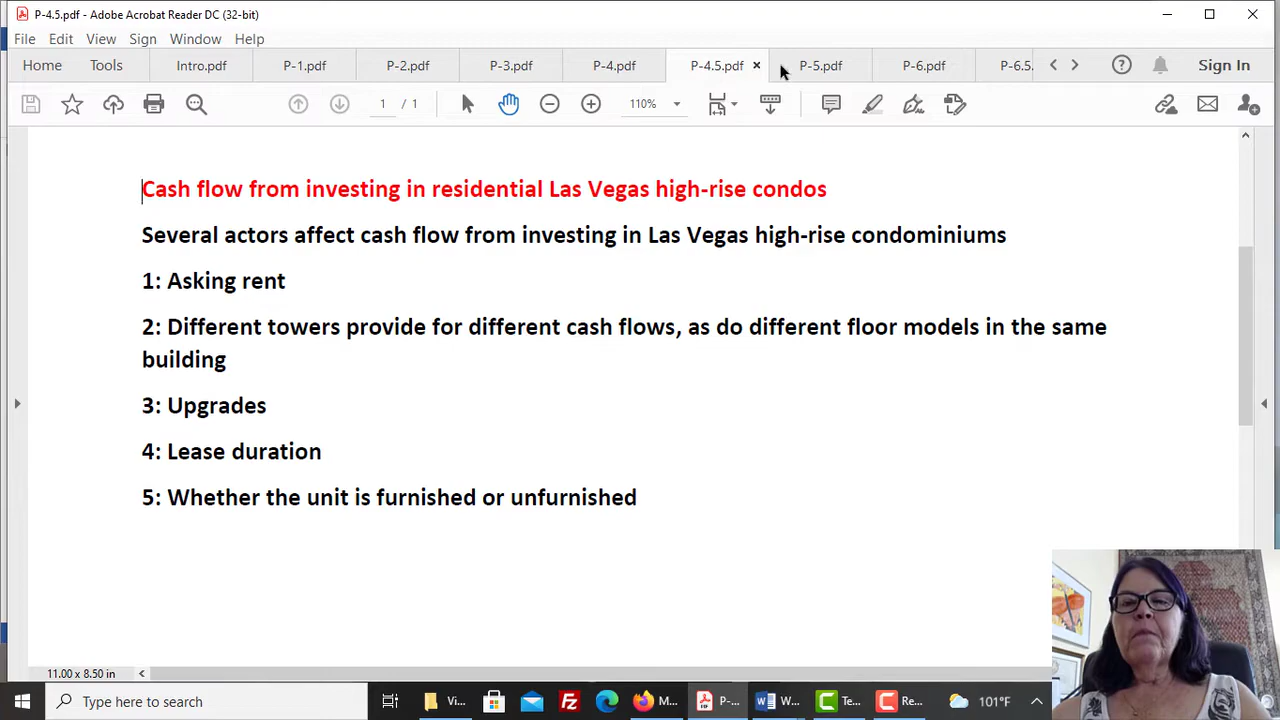 P-4.5.pdf - Adobe Acrobat Reader DC (32-bit)
File Edit View Sign Window Help
Home Tools Intro.pdf P-1.pdf P-2.pdf P-3.pdf P-4.pdf P-4.5.pdf × P-5.pdf P-6.pdf P-6.5. Sign In
1 / 1 110%
Cash flow from investing in residential Las Vegas high-rise condos
Several actors affect cash flow from investing in Las Vegas high-rise condominiums
1: Asking rent
2: Different towers provide for different cash flows, as do different floor models in the same
building
3: Upgrades
4: Lease duration
5: Whether the unit is furnished or unfurnished
11.00 x 8.50 in
Type here to search Vi... M... P-... W... Te... Re... 101°F